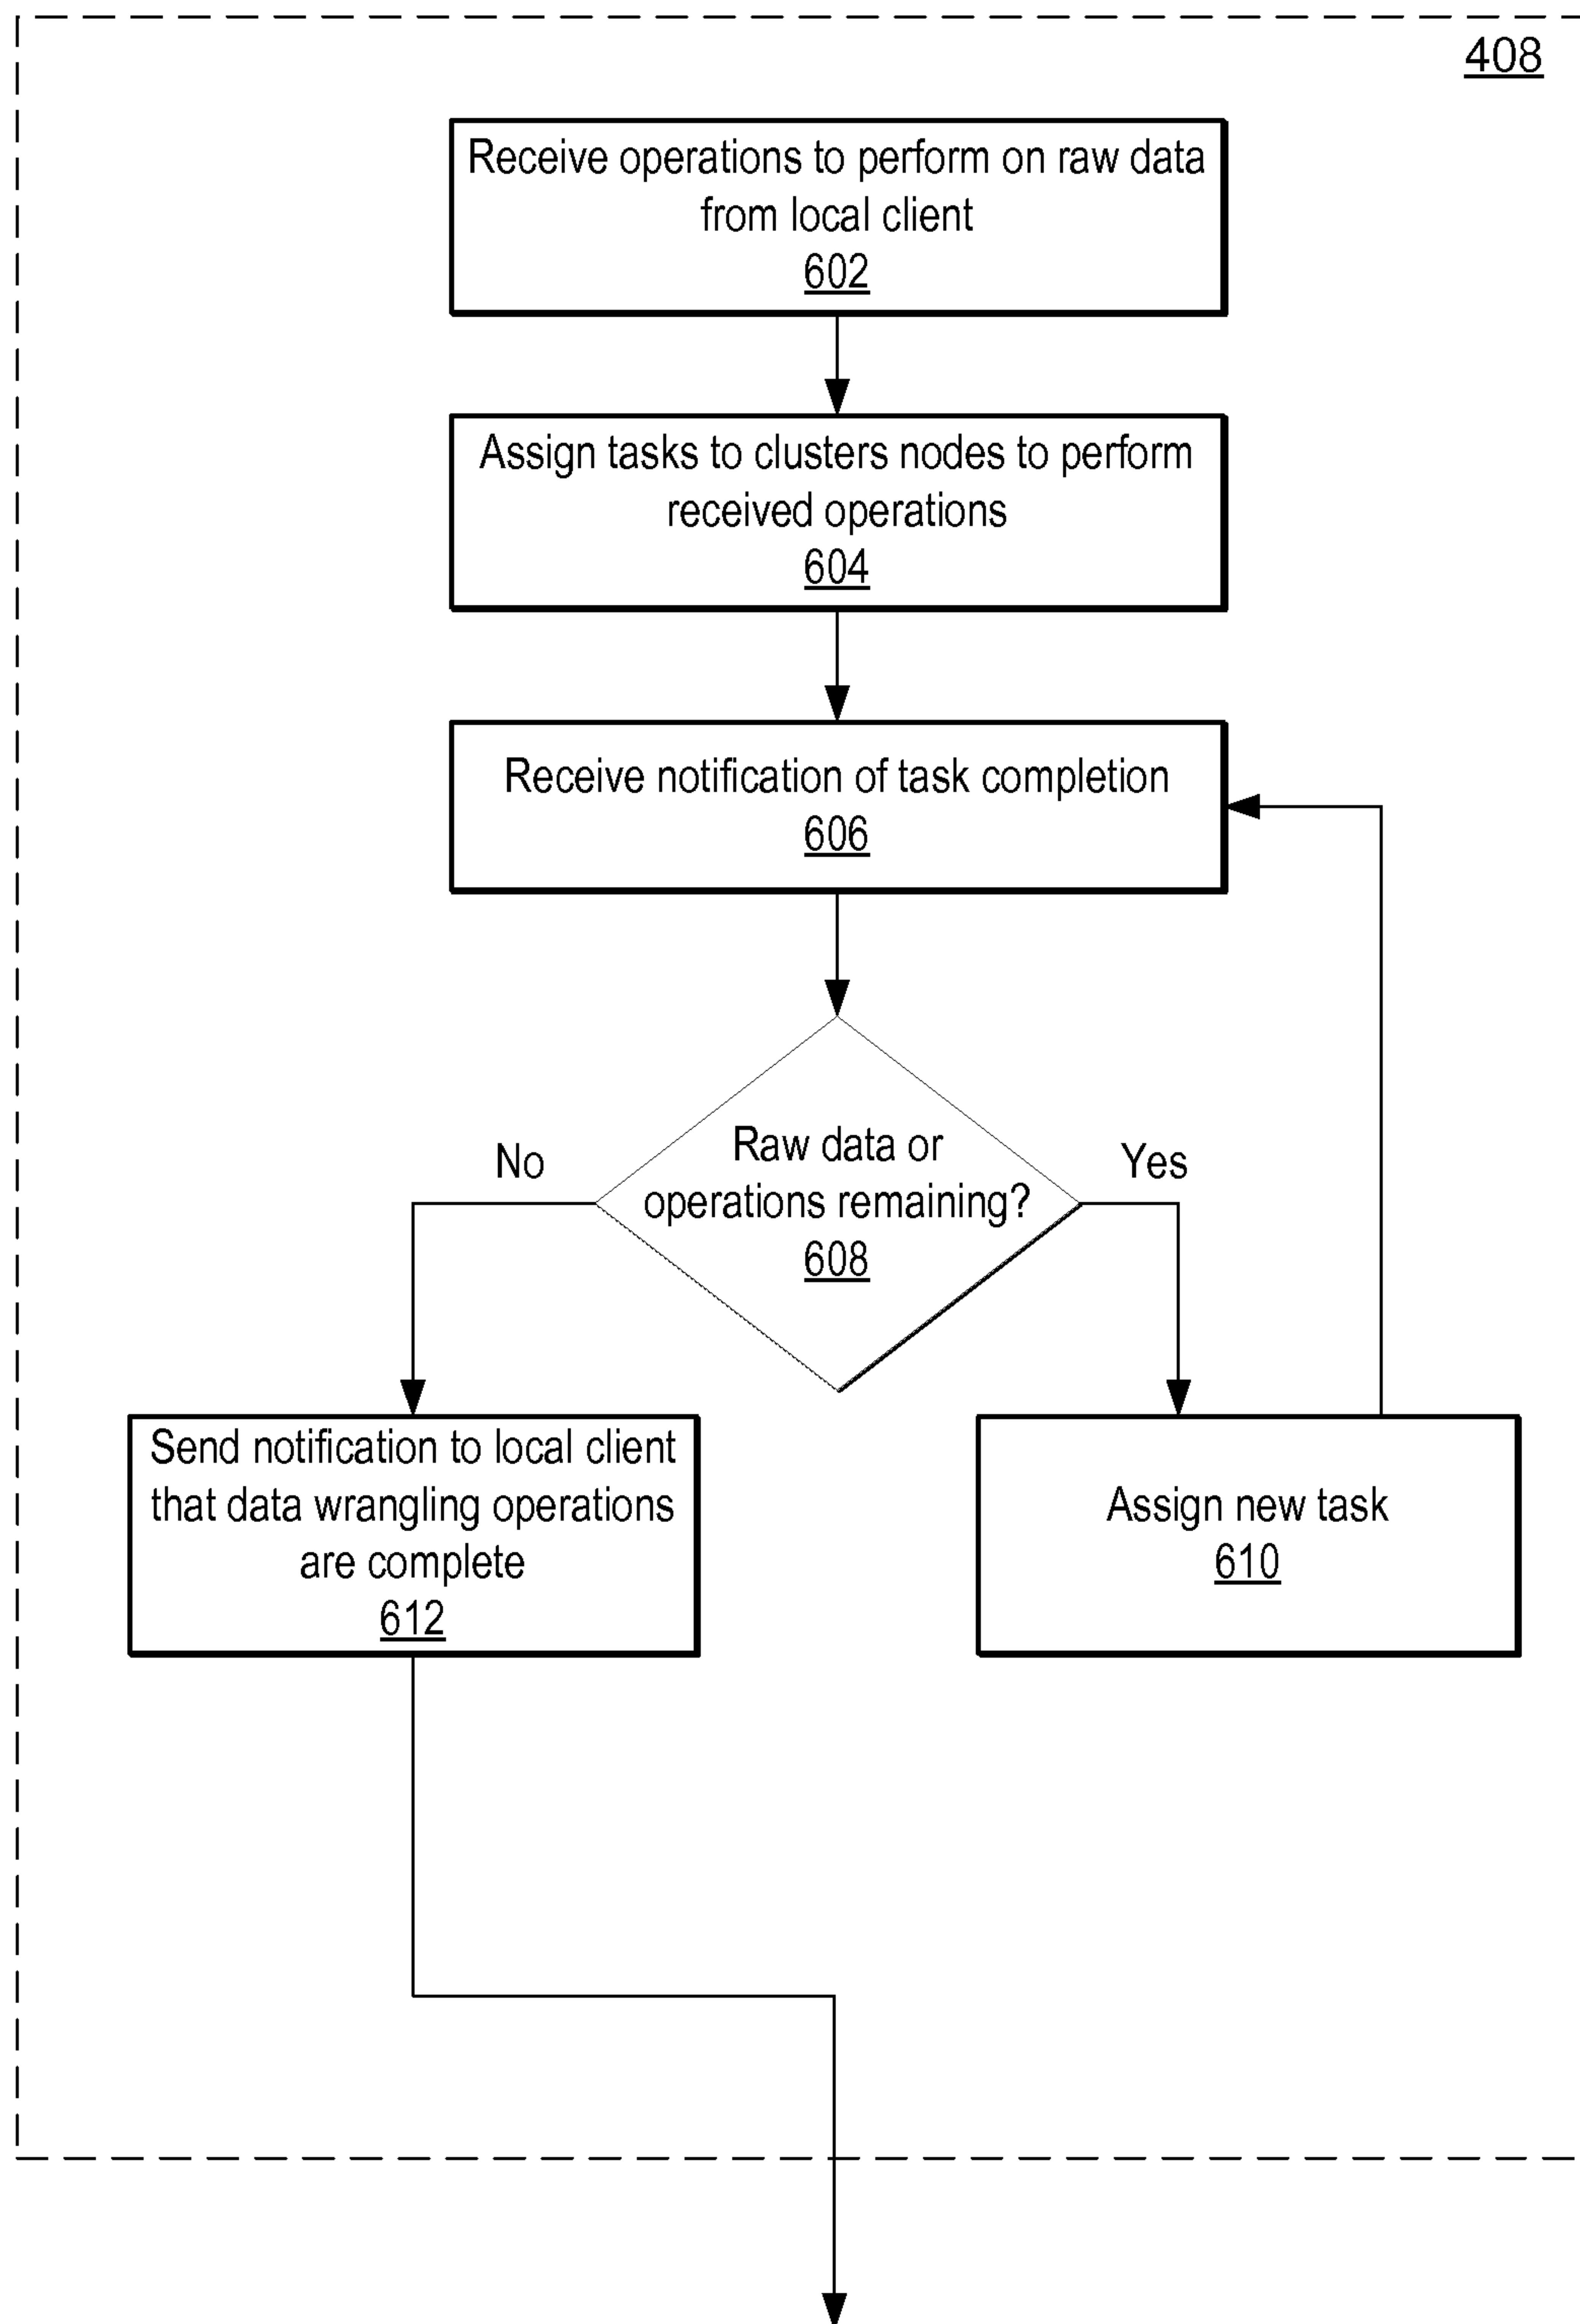 408
Receive operations to perform on raw data
from local client
602
Assign tasks to clusters nodes to perform
received operations
604
Receive notification of task completion
606
Raw data or
operations remaining?
608
No
Yes
Send notification to local client
that data wrangling operations
are complete
612
Assign new task
610